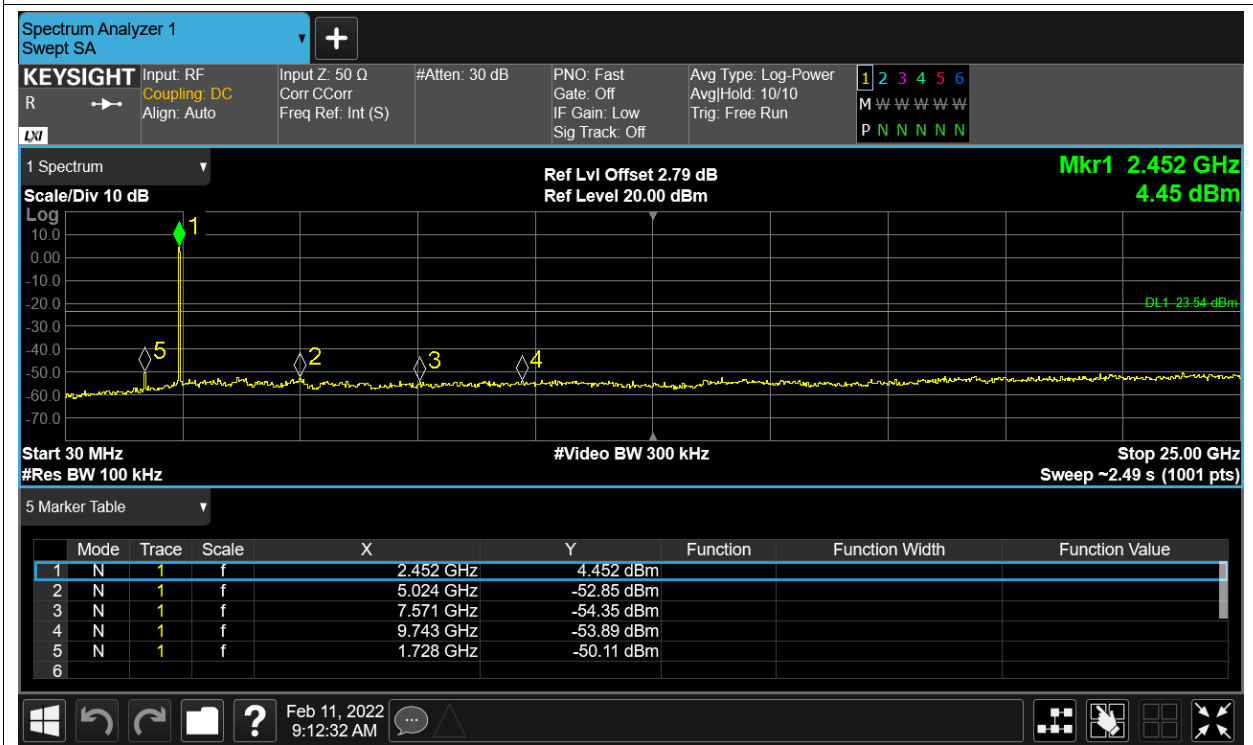 Spectrum Analyzer 1
Swept SA
+
KEYSIGHT Input: RF Input Z: 50 Ω #Atten: 30 dB PNO: Fast Avg Type: Log-Power 1 2 3 4 5 6
R Coupling: DC Corr CCorr Gate: Off Avg|Hold: 10/10 M W W W W W
Align: Auto Freq Ref: Int (S) IF Gain: Low Trig: Free Run
LXI Sig Track: Off P N N N N N
1 Spectrum Ref Lvl Offset 2.79 dB Mkr1 2.452 GHz
Scale/Div 10 dB Ref Level 20.00 dBm 4.45 dBm
Log
1
10.0
0.00
-10.0
-20.0 DL1 -23.54 dBm
-30.0
-40.0
5 2 3 4
-50.0
-60.0
-70.0
Start 30 MHz #Video BW 300 kHz Stop 25.00 GHz
#Res BW 100 kHz Sweep ~2.49 s (1001 pts)
5 Marker Table
Mode Trace Scale X Y Function Function Width Function Value
1 N 1 f 2.452 GHz 4.452 dBm
2 N 1 f 5.024 GHz -52.85 dBm
3 N 1 f 7.571 GHz -54.35 dBm
4 N 1 f 9.743 GHz -53.89 dBm
5 N 1 f 1.728 GHz -50.11 dBm
6
? Feb 11, 2022
9:12:32 AM